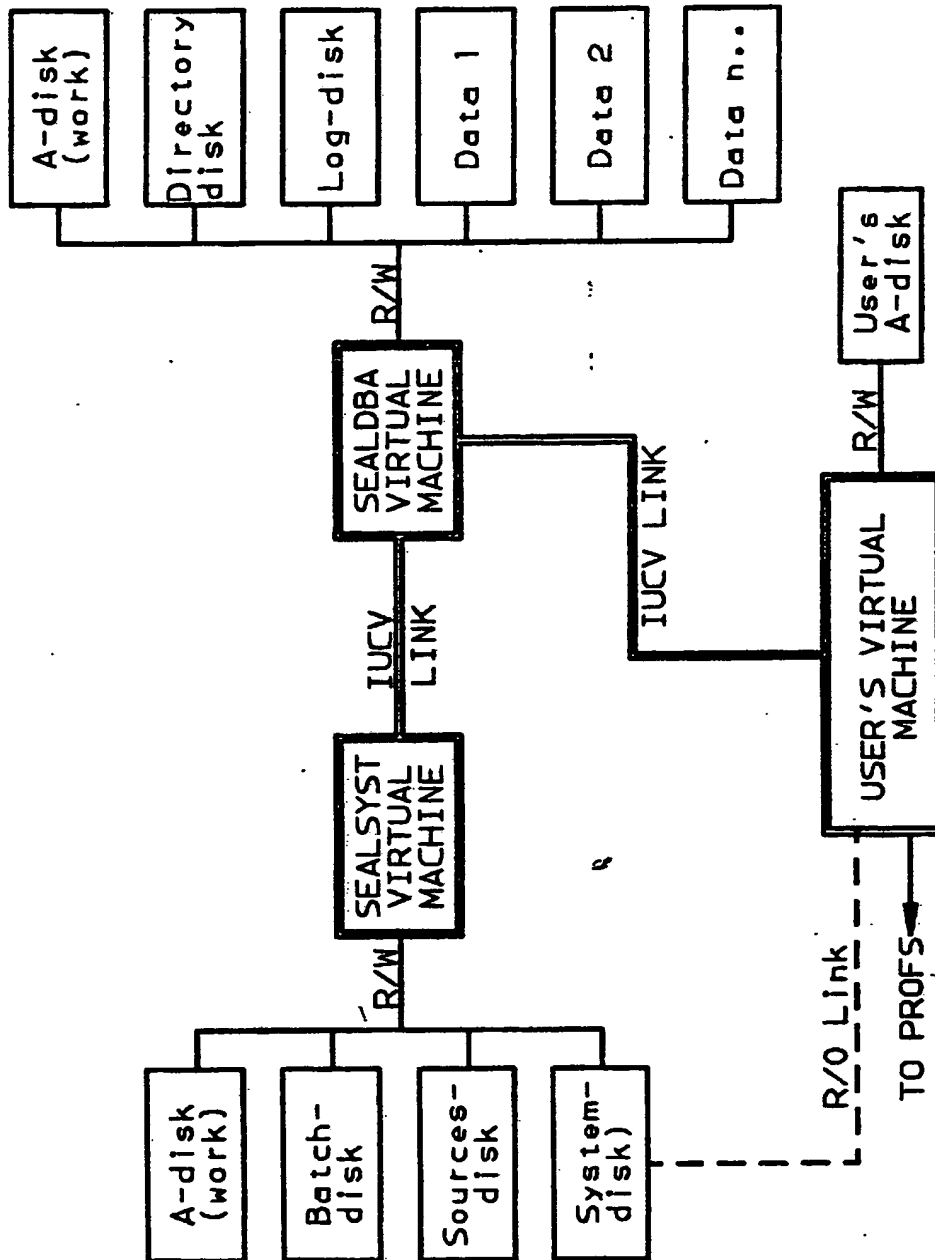 A-disk
(work)
Directory
disk
Log-disk
Data 1
Data 2
Data n..
R/W
SEALDBA
VIRTUAL
MACHINE
IUCV
LINK
SEALSYST
VIRTUAL
MACHINE
R/W
A-disk
(work)
Batch-
disk
Sources-
disk
System-
disk)
IUCV LINK
User's
A-disk
R/W
USER'S VIRTUAL
MACHINE
R/O Link
TO PROFS